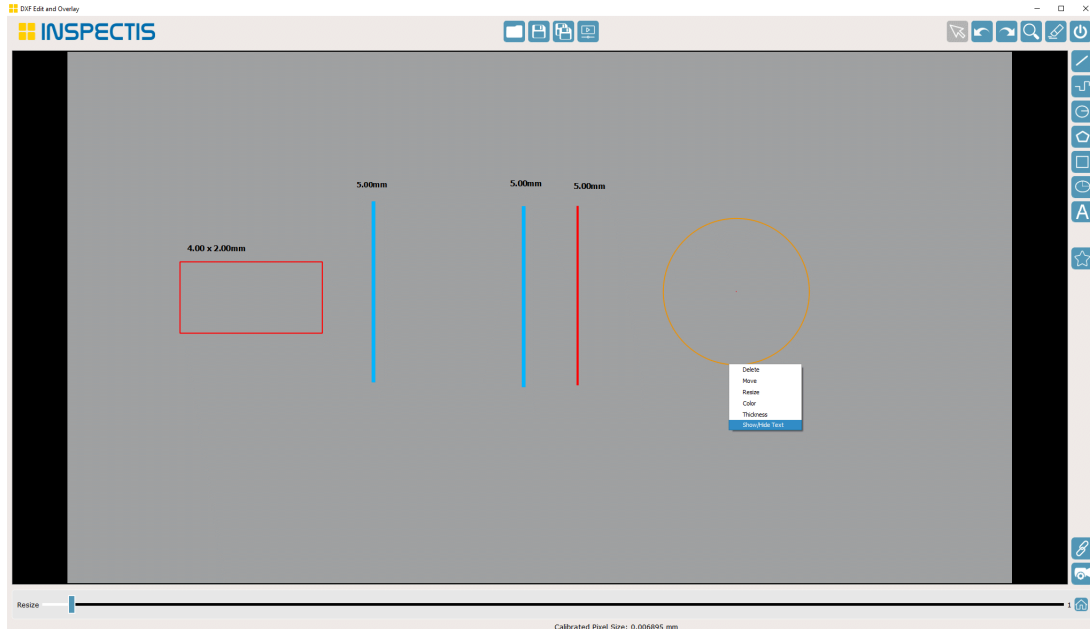 DXF Edit and Overlay
INSPECTIS
5.00mm
5.00mm
5.00mm
4.00 x 2.00mm
Delete
Move
Resize
Color
Thickness
Show/Hide Text
A
Resize
1
Calibrated Pixel Size: 0.006895 mm